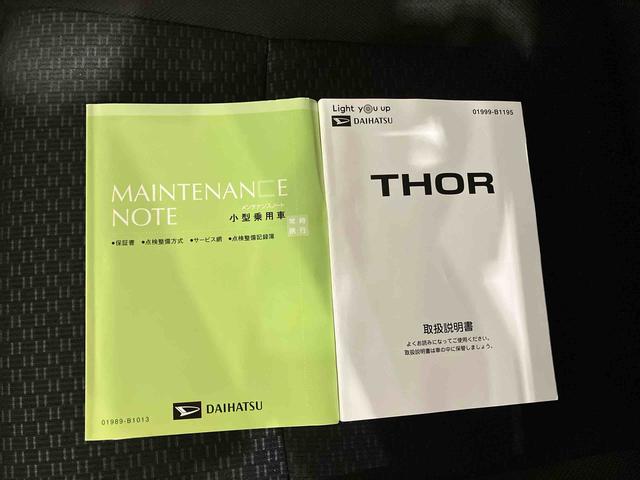 MAINTENANCE
NOTE
メンテナンスノート
小型乗用車
常時
携行
•保証書 •点検整備方式 •サービス網 •点検整備記録簿
DAIHATSU
01989-B1013
Light you up
DAIHATSU
01999-B1195
THOR
取扱説明書
よくお読みになってご使用ください。
取扱説明書は車の中に保管しましょう。